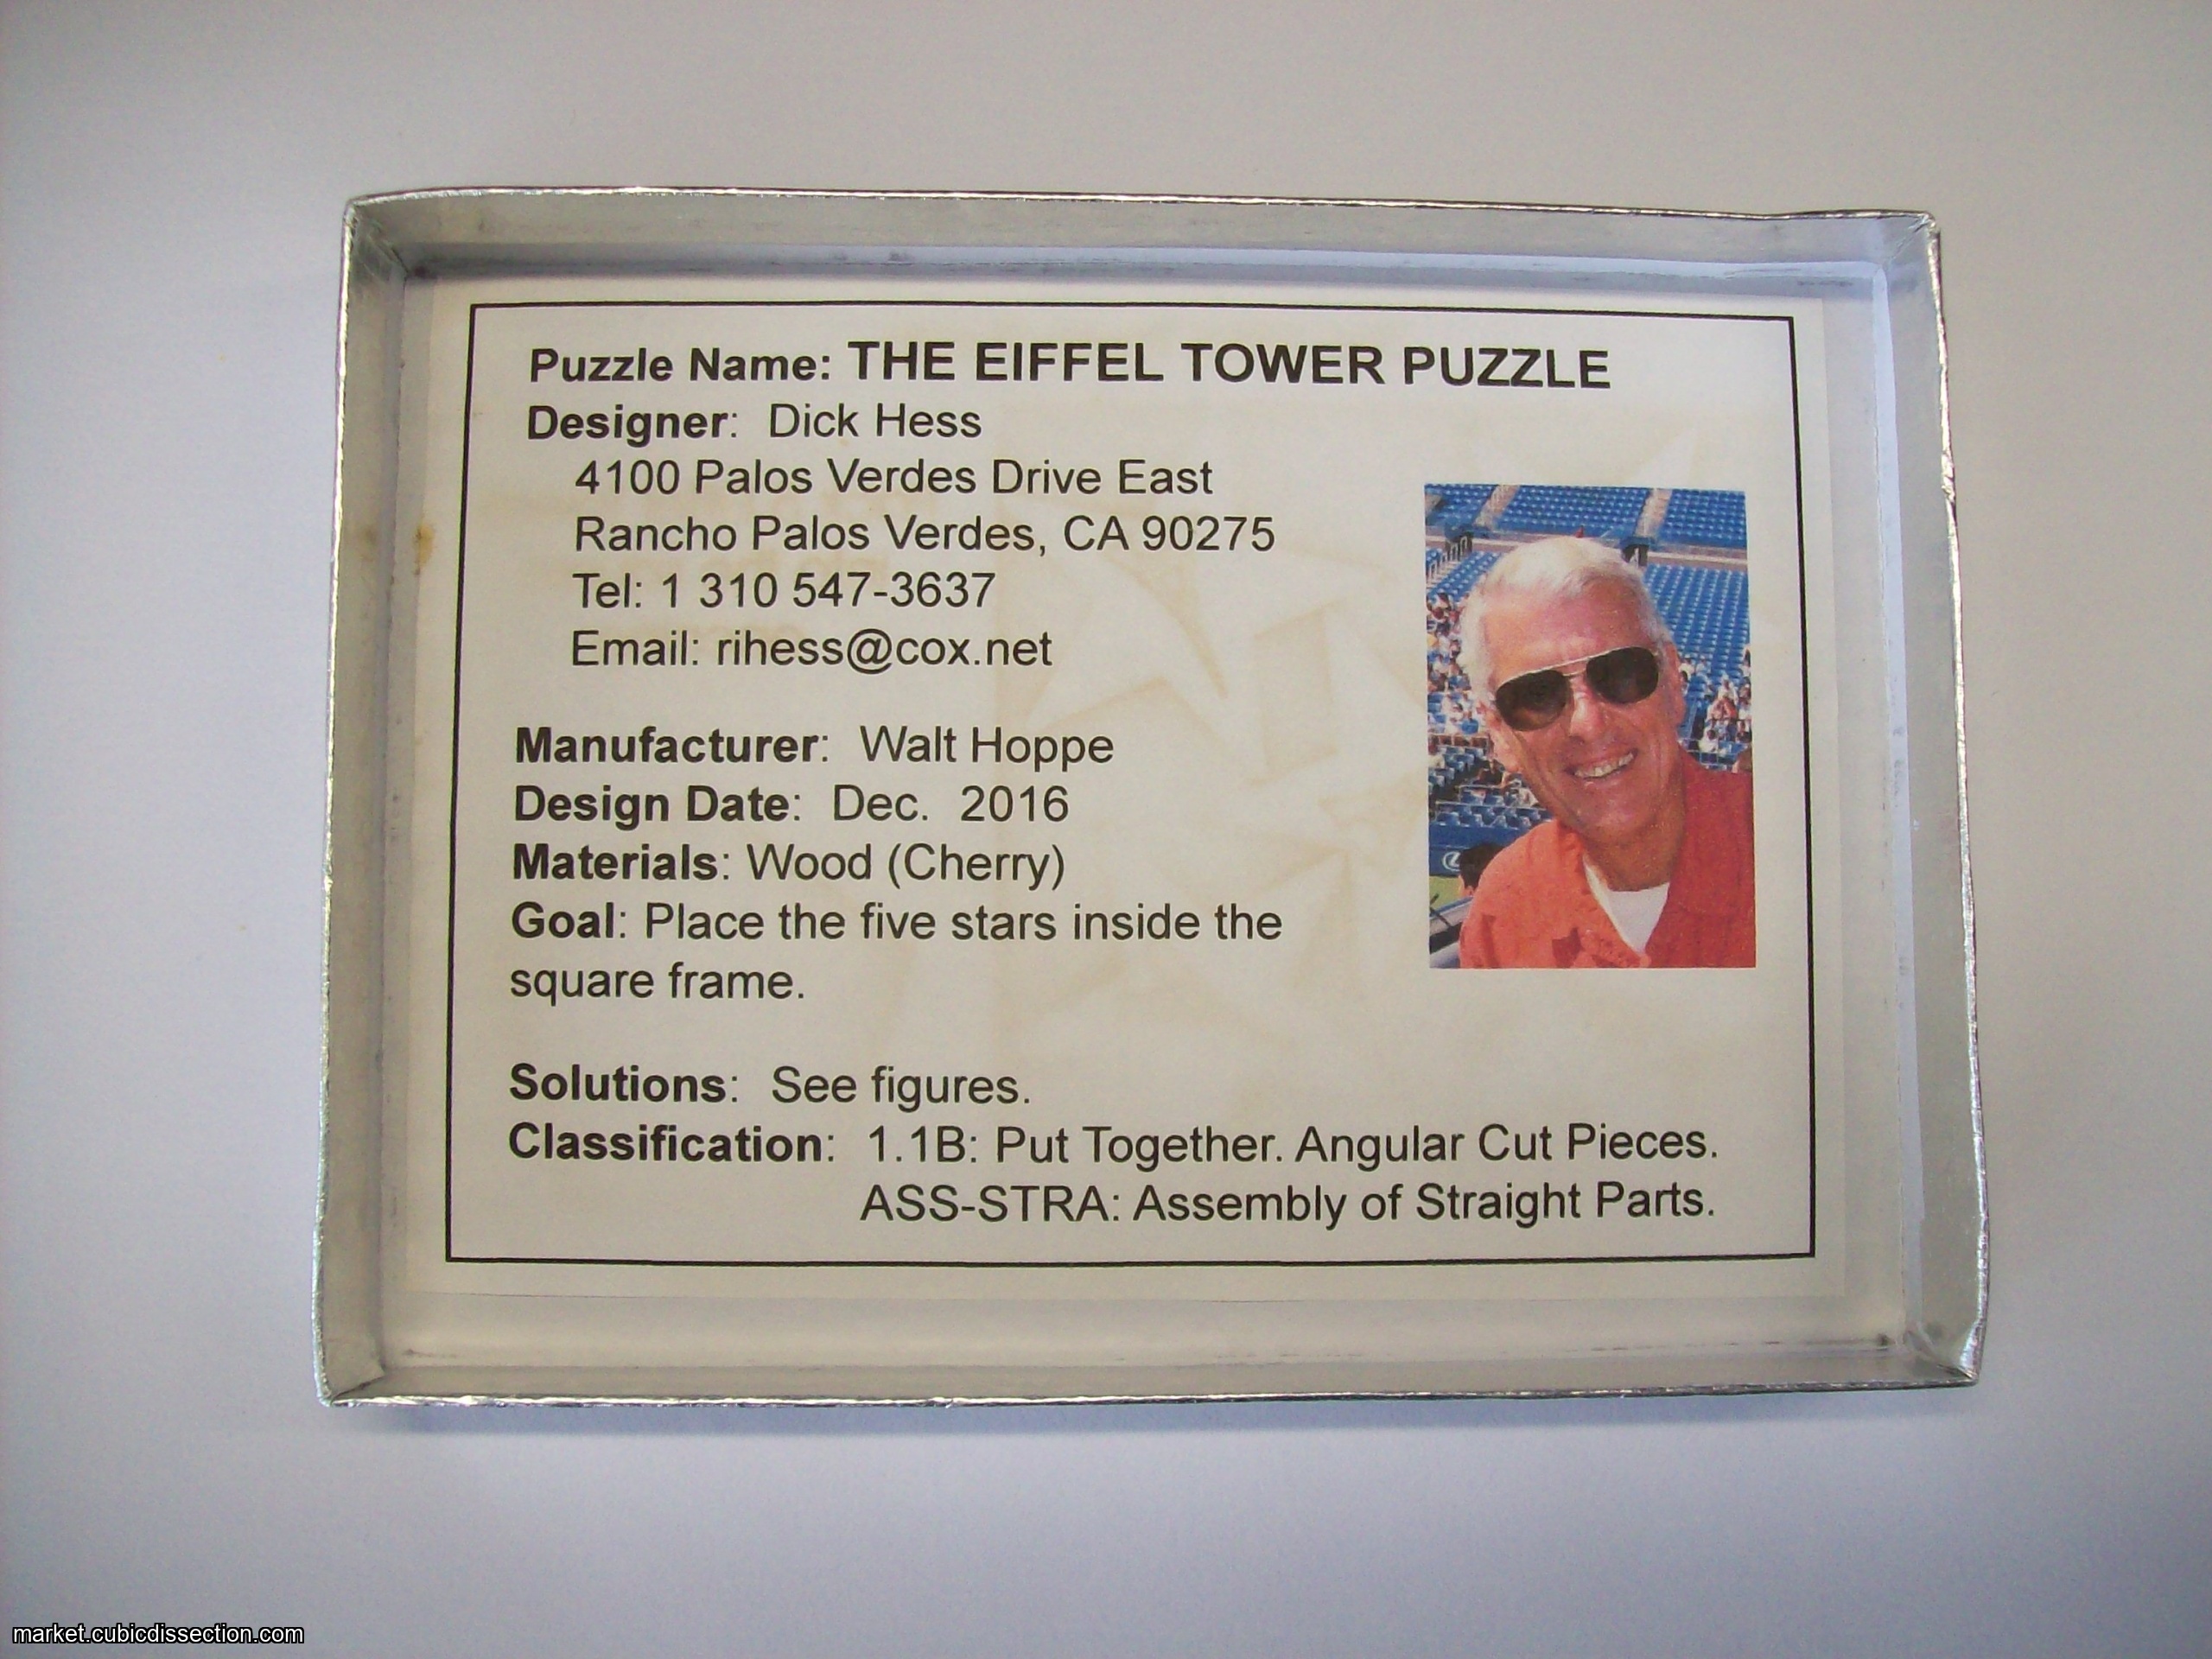 Puzzle Name: THE EIFFEL TOWER PUZZLE
Designer: Dick Hess
4100 Palos Verdes Drive East
Rancho Palos Verdes, CA 90275
Tel: 1 310 547-3637
Email: rihess@cox.net
Manufacturer: Walt Hoppe
Design Date: Dec. 2016
Materials: Wood (Cherry)
Goal: Place the five stars inside the
square frame.
Solutions: See figures.
Classification: 1.1B: Put Together. Angular Cut Pieces.
ASS-STRA: Assembly of Straight Parts.
market.cubicdissection.com